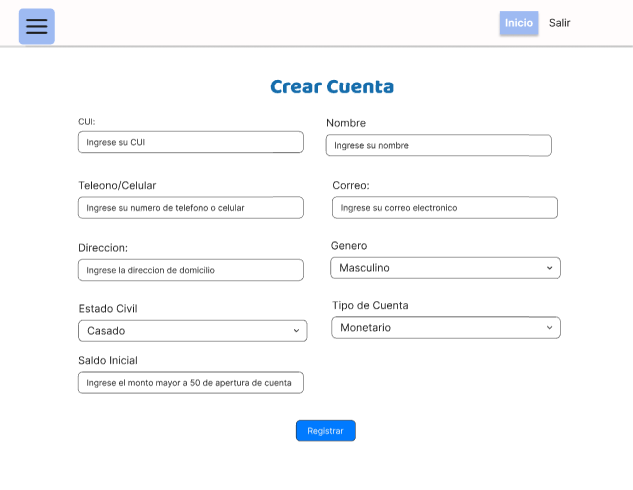 Inicio
Salir
Crear Cuenta
CUI:
Ingrese su CUI
Nombre
Ingrese su nombre
Teleono/Celular
Ingrese su numero de telefono o celular
Correo:
Ingrese su correo electronico
Direccion:
Ingrese la direccion de domicilio
Genero
Masculino
Estado Civil
Casado
Tipo de Cuenta
Monetario
Saldo Inicial
Ingrese el monto mayor a 50 de apertura de cuenta
Registrar